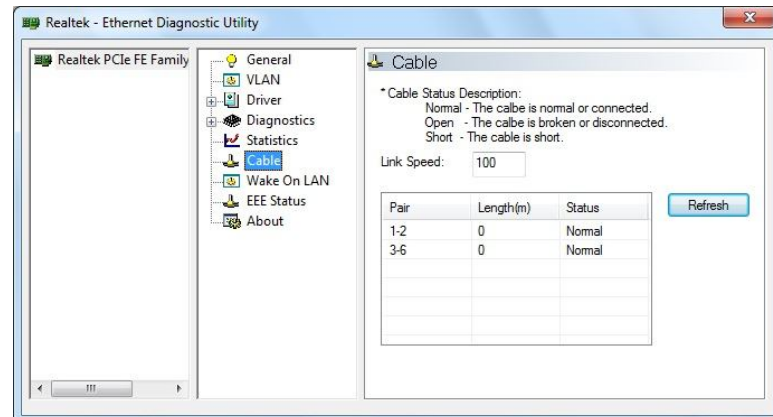 Realtek - Ethernet Diagnostic Utility
Realtek PCIe FE Family
General
VLAN
Driver
Diagnostics
Statistics
Cable
Wake On LAN
EEE Status
About
Cable
*Cable Status Description:
Normal - The calbe is normal or connected.
Open - The calbe is broken or disconnected.
Short - The cable is short.
Link Speed: 100
Pair Length(m) Status
1-2 0 Normal
3-6 0 Normal
Refresh